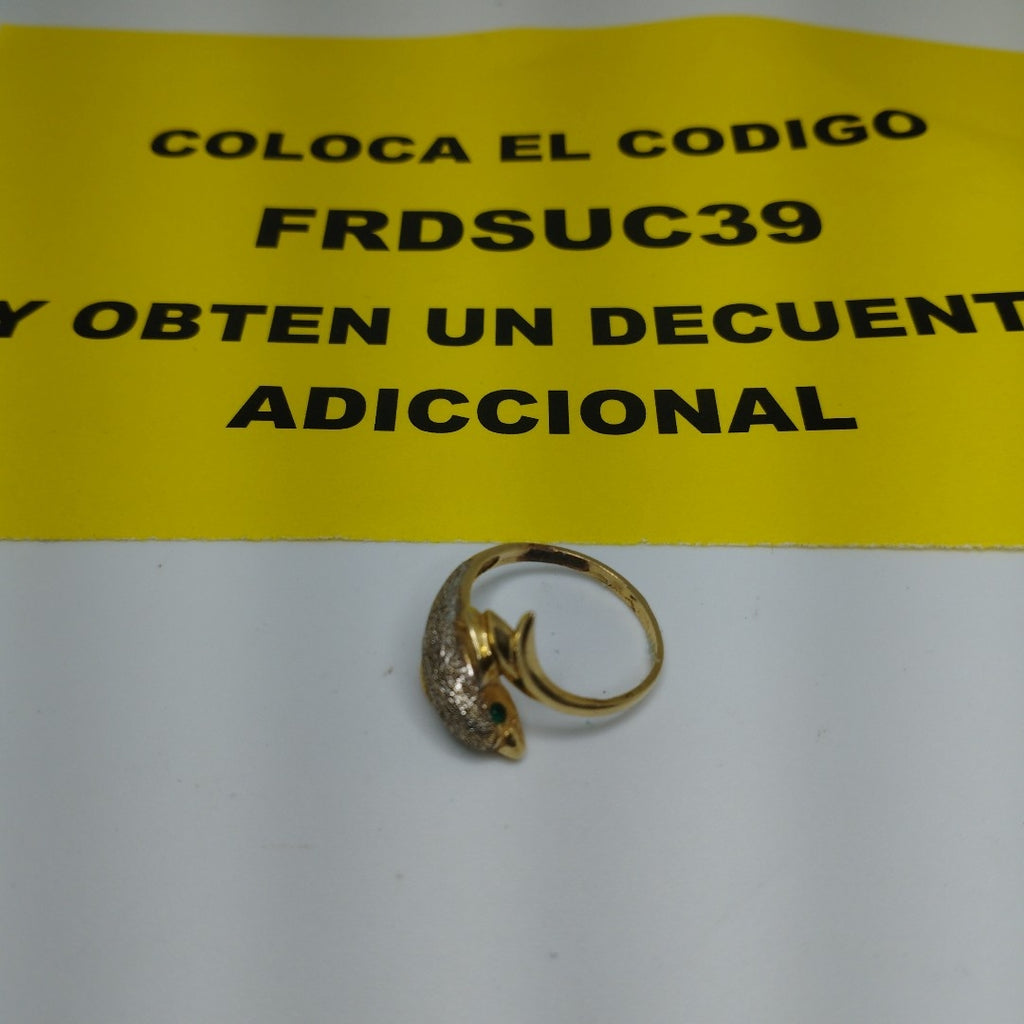 COLOCA EL CODIGO
FRDSUC39
Y OBTEN UN DECUENT
ADICCIONAL